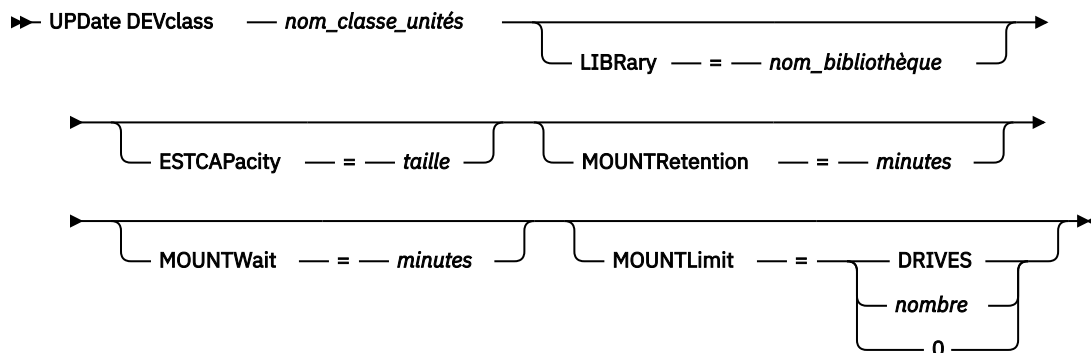 UPDate DEVclass nom_classe_unités
LIBRary = nom_bibliothèque
ESTCAPacity = taille MOUNTRetention = minutes
MOUNTWait = minutes MOUNTLimit = DRIVES
nombre
0